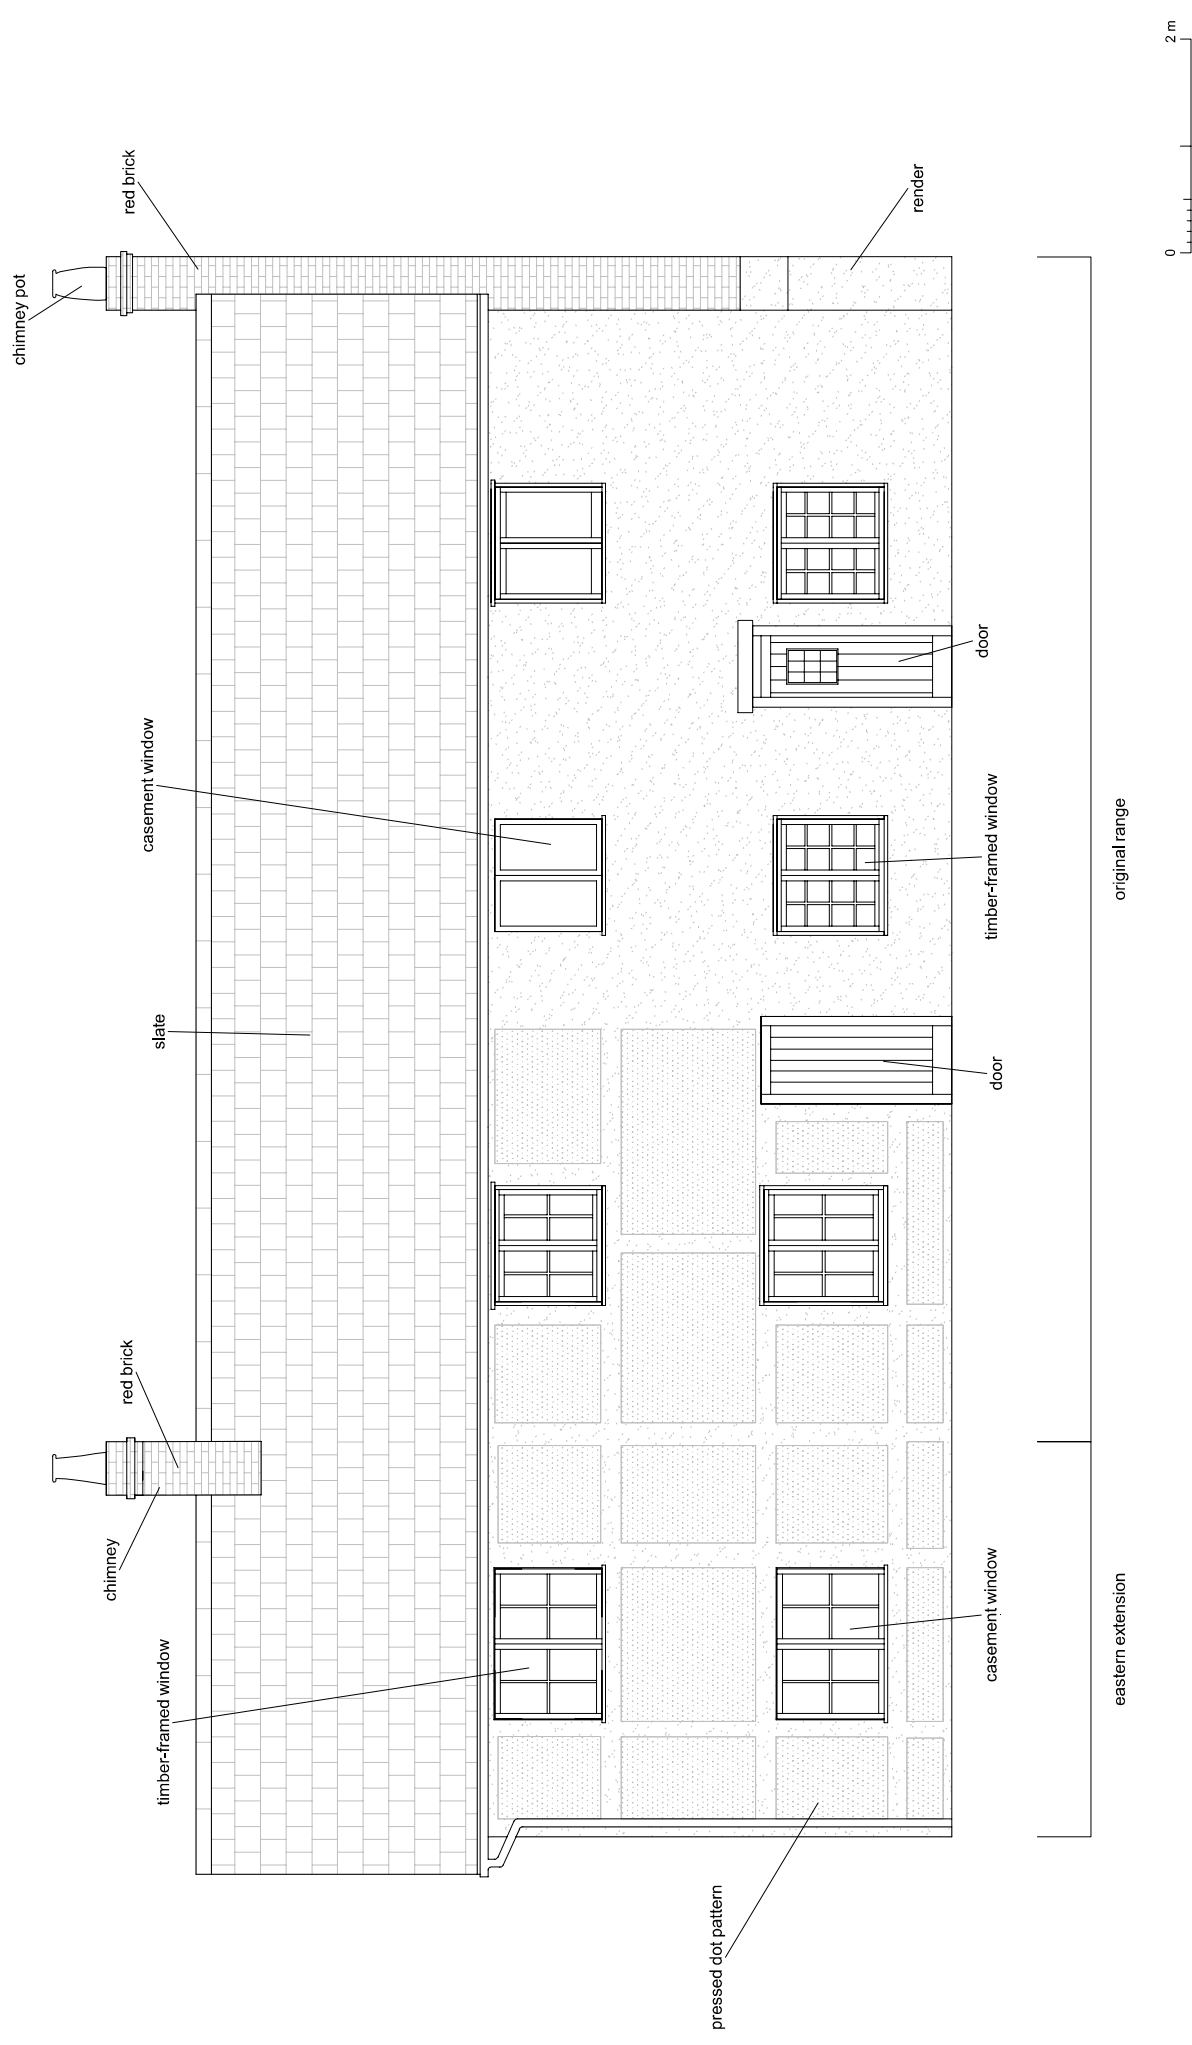 chimney pot
red brick
chimney
red brick
casement window
slate
timber-framed window
pressed dot pattern
render
door
timber-framed window
door
casement window
eastern extension
original range
0
2 m